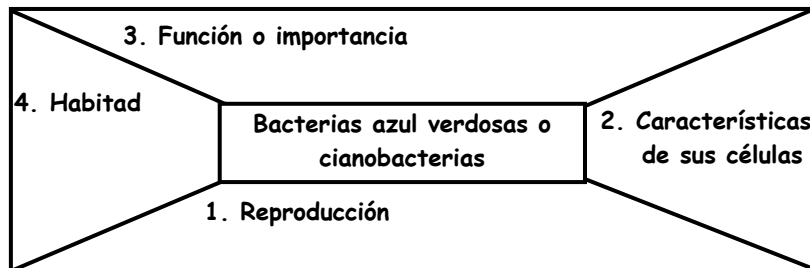 3. Función o importancia
4. Habitad
Bacterias azul verdosas o
cianobacterias
2. Características
de sus células
1. Reproducción